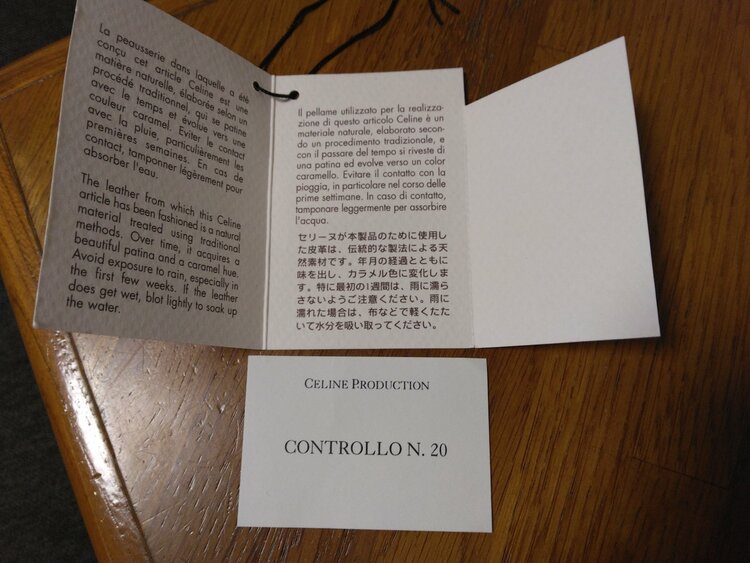 La peausserie dans laquelle a été
conçu cet article Celine est une
matière naturelle, élaborée selon un
procédé traditionnel, qui se patine
avec le temps et évolue vers une
couleur caramel. Eviter le contact
avec la pluie, particulièrement les
premières semaines. En cas de
contact, tamponner légèrement pour
absorber l'eau.
The leather from which this Celine
article has been fashioned is a natural
material treated using traditional
methods. Over time, it acquires a
beautiful patina and a caramel hue.
Avoid exposure to rain, especially in
the first few weeks. If the leather
does get wet, blot lightly to soak up
the water.
Il pellame utilizzato per la realizza-
zione di questo articolo Celine è un
materiale naturale, elaborato secon-
do un procedimento tradizionale, e
con il passare del tempo si riveste di
una patina ed evolve verso un color
caramello. Evitare il contatto con la
pioggia, in particolare nel corso delle
prime settimane. In caso di contatto,
tamponare leggermente per assorbire
l'acqua.
セリーヌが本製品のために使用し
た皮革は、伝統的な製法による天
然素材です。年月の経過とともに
味を出し、カラメル色に変化しま
す。特に最初の1週間は、雨に濡ら
さないようご注意ください。雨に
濡れた場合は、布などで軽くたた
いて水分を吸い取ってください。
CELINE PRODUCTION
CONTROLLO N. 20